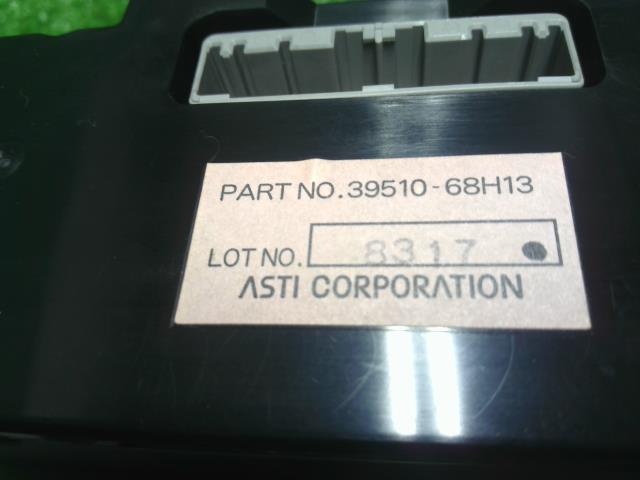 PART NO.39510-68H13
LOT NO. 8317
ASTI CORPORATION